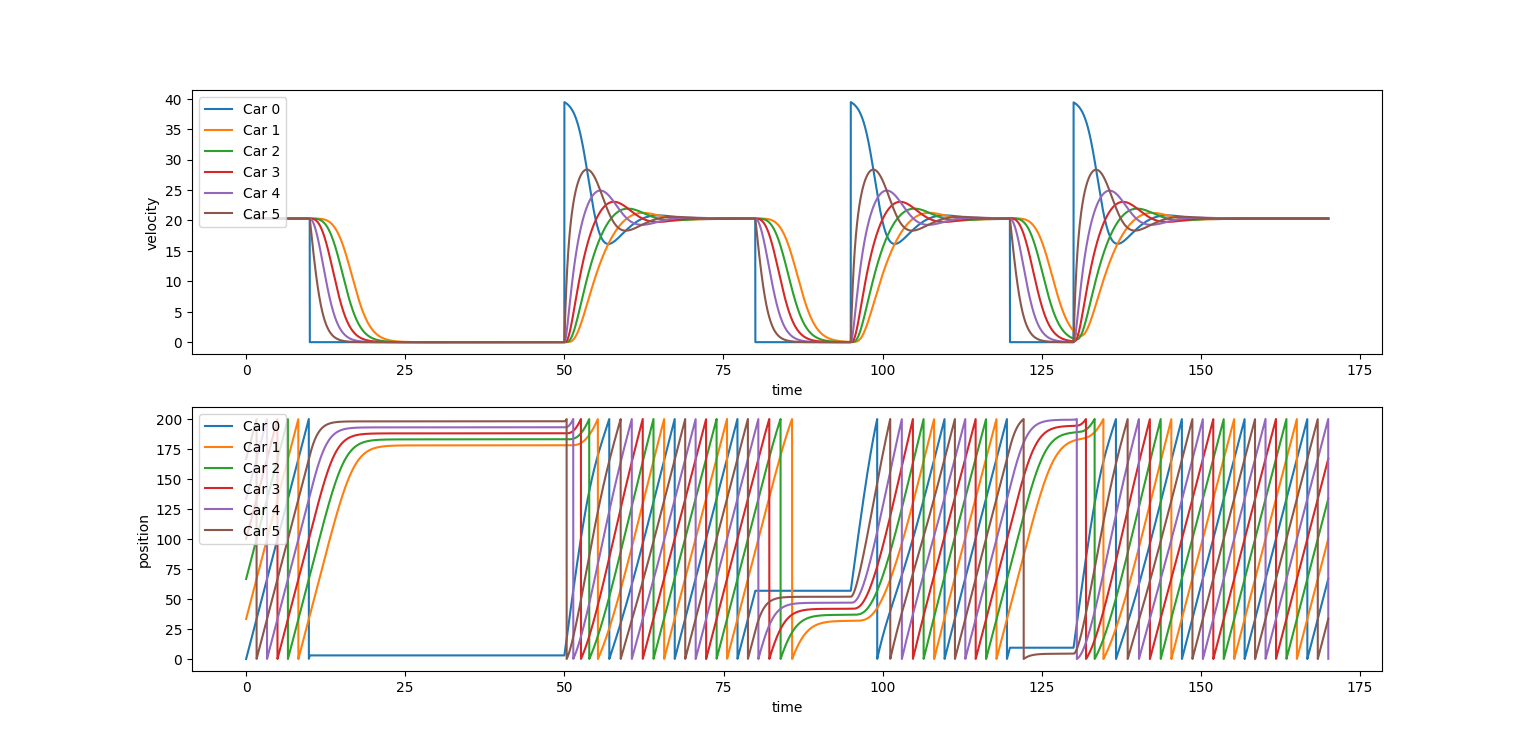 velocity
40
35
30
25
20
15
10
5
0
Car 0
Car 1
Car 2
Car 3
Car 4
Car 5
0 25 50 75 100 125 150 175
time
position
200
175
150
125
100
75
50
25
0
Car 0
Car 1
Car 2
Car 3
Car 4
Car 5
0 25 50 75 100 125 150 175
time